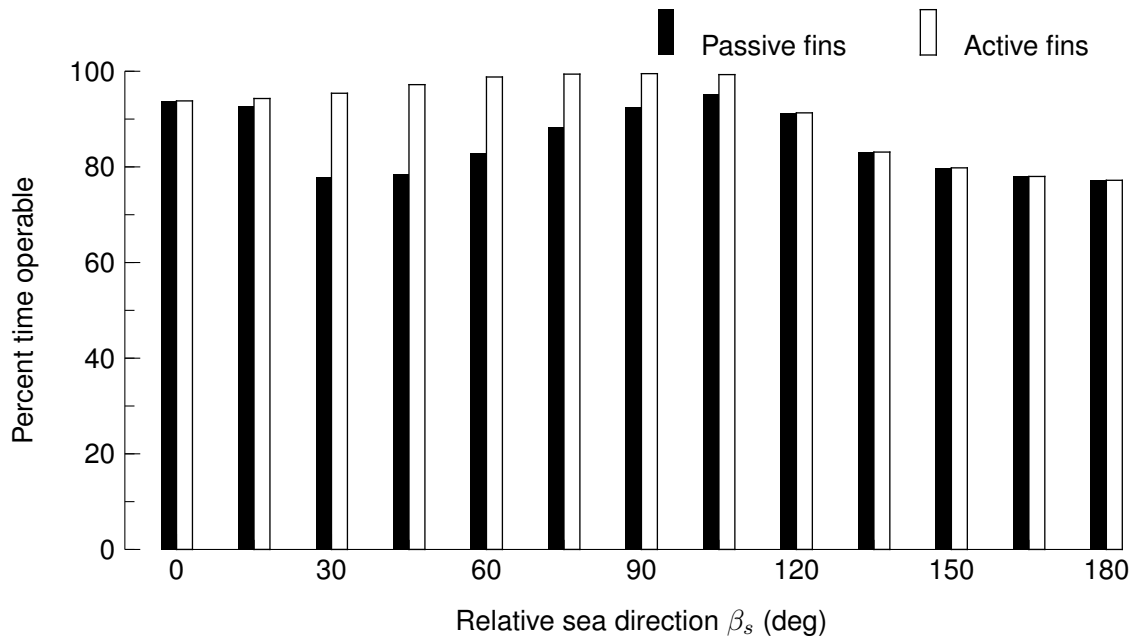 Passive fins Active fins
100
80
60
40
20
0
Percent time operable
0 30 60 90 120 150 180
Relative sea direction βₛ (deg)